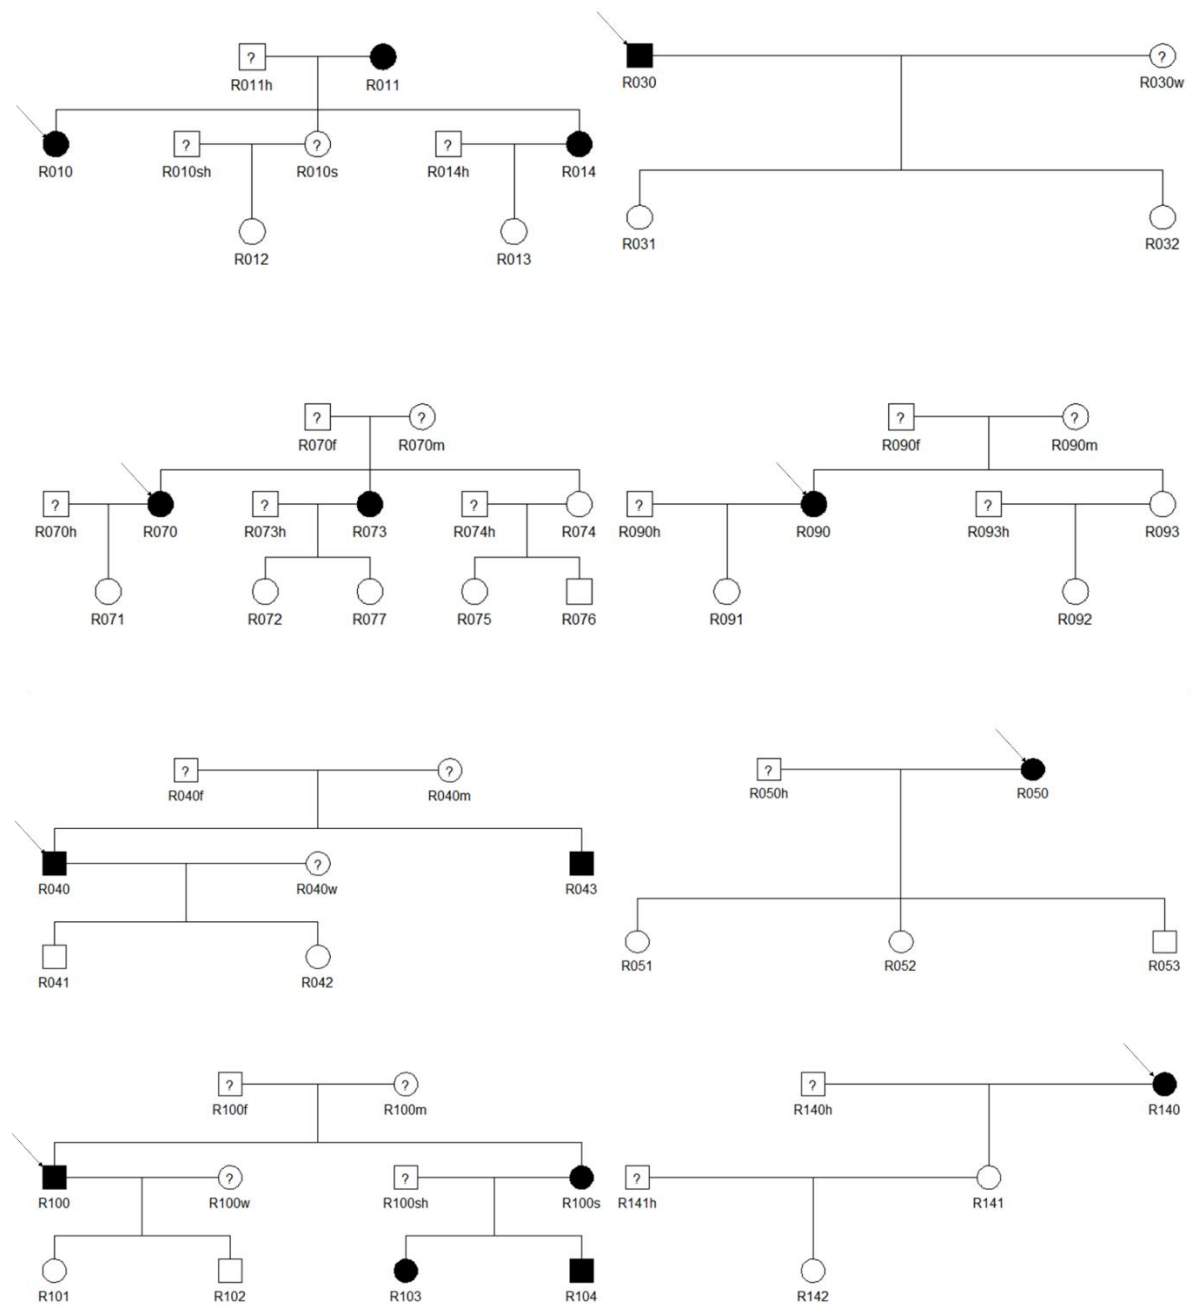 ? ?
R011h R011 R030 R030w
? ? ?
R010 R010sh R010s R014h R014
R031 R032
R012 R013
? ? ? ?
R070f R070m R090f R090m
? ? ? ? ?
R070h R070 R073h R073 R074h R074 R090h R090 R093h R093
R071 R072 R077 R075 R076 R091 R092
? ? ?
R040f R040m R050h R050
?
R040 R040w R043
R051 R052 R053
R041 R042
? ? ?
R100f R100m R140h R140
? ? ?
R100 R100w R100sh R100s R141h R141
R101 R102 R103 R104 R142